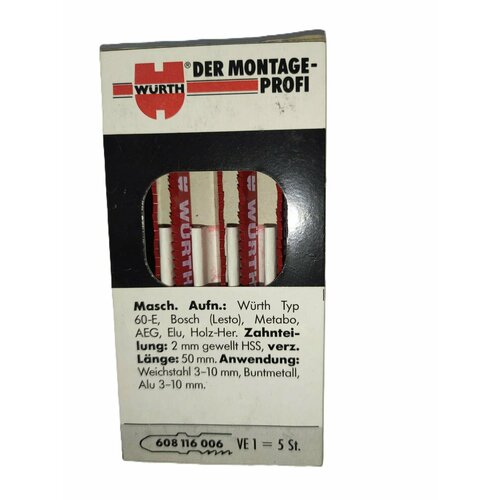 WÜRTH
® DER MONTAGE-
PROFI
WÜRTH
WÜRTH
Masch. Aufn.: Würth Typ
60-E, Bosch (Lesto), Metabo,
AEG, Elu, Holz-Her. Zahntei-
lung: 2 mm gewellt HSS, verz.
Länge: 50 mm. Anwendung:
Weichstahl 3–10 mm, Buntmetall,
Alu 3–10 mm.
608 116 006 VE 1 = 5 St.